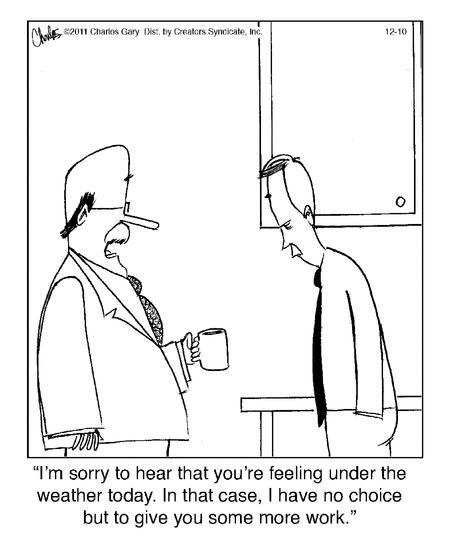 Charles ©2011 Charlos Gary Dist. by Creators Syndicate, Inc. 12-10
“I’m sorry to hear that you’re feeling under the
weather today. In that case, I have no choice
but to give you some more work.”